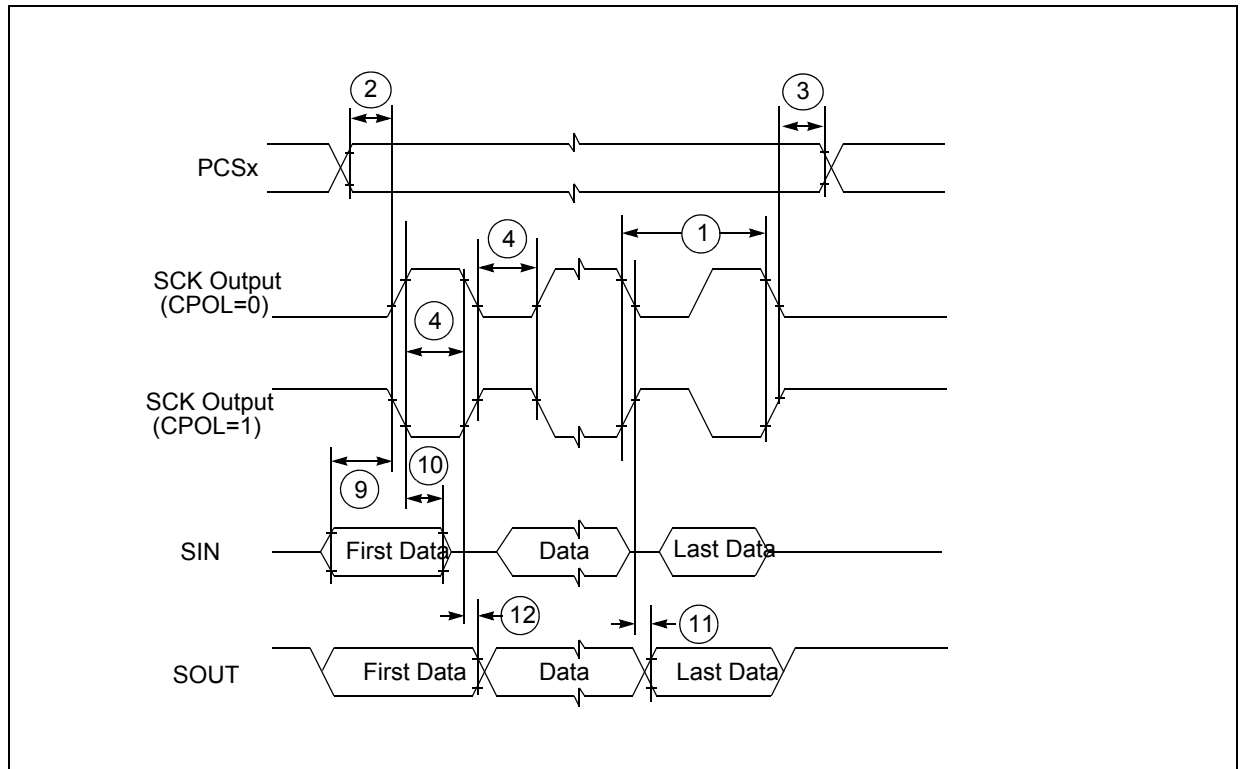 2
3
PCSx
4
1
SCK Output
(CPOL=0)
4
SCK Output
(CPOL=1)
10
9
SIN
First Data
Data
Last Data
12
11
SOUT
First Data
Data
Last Data